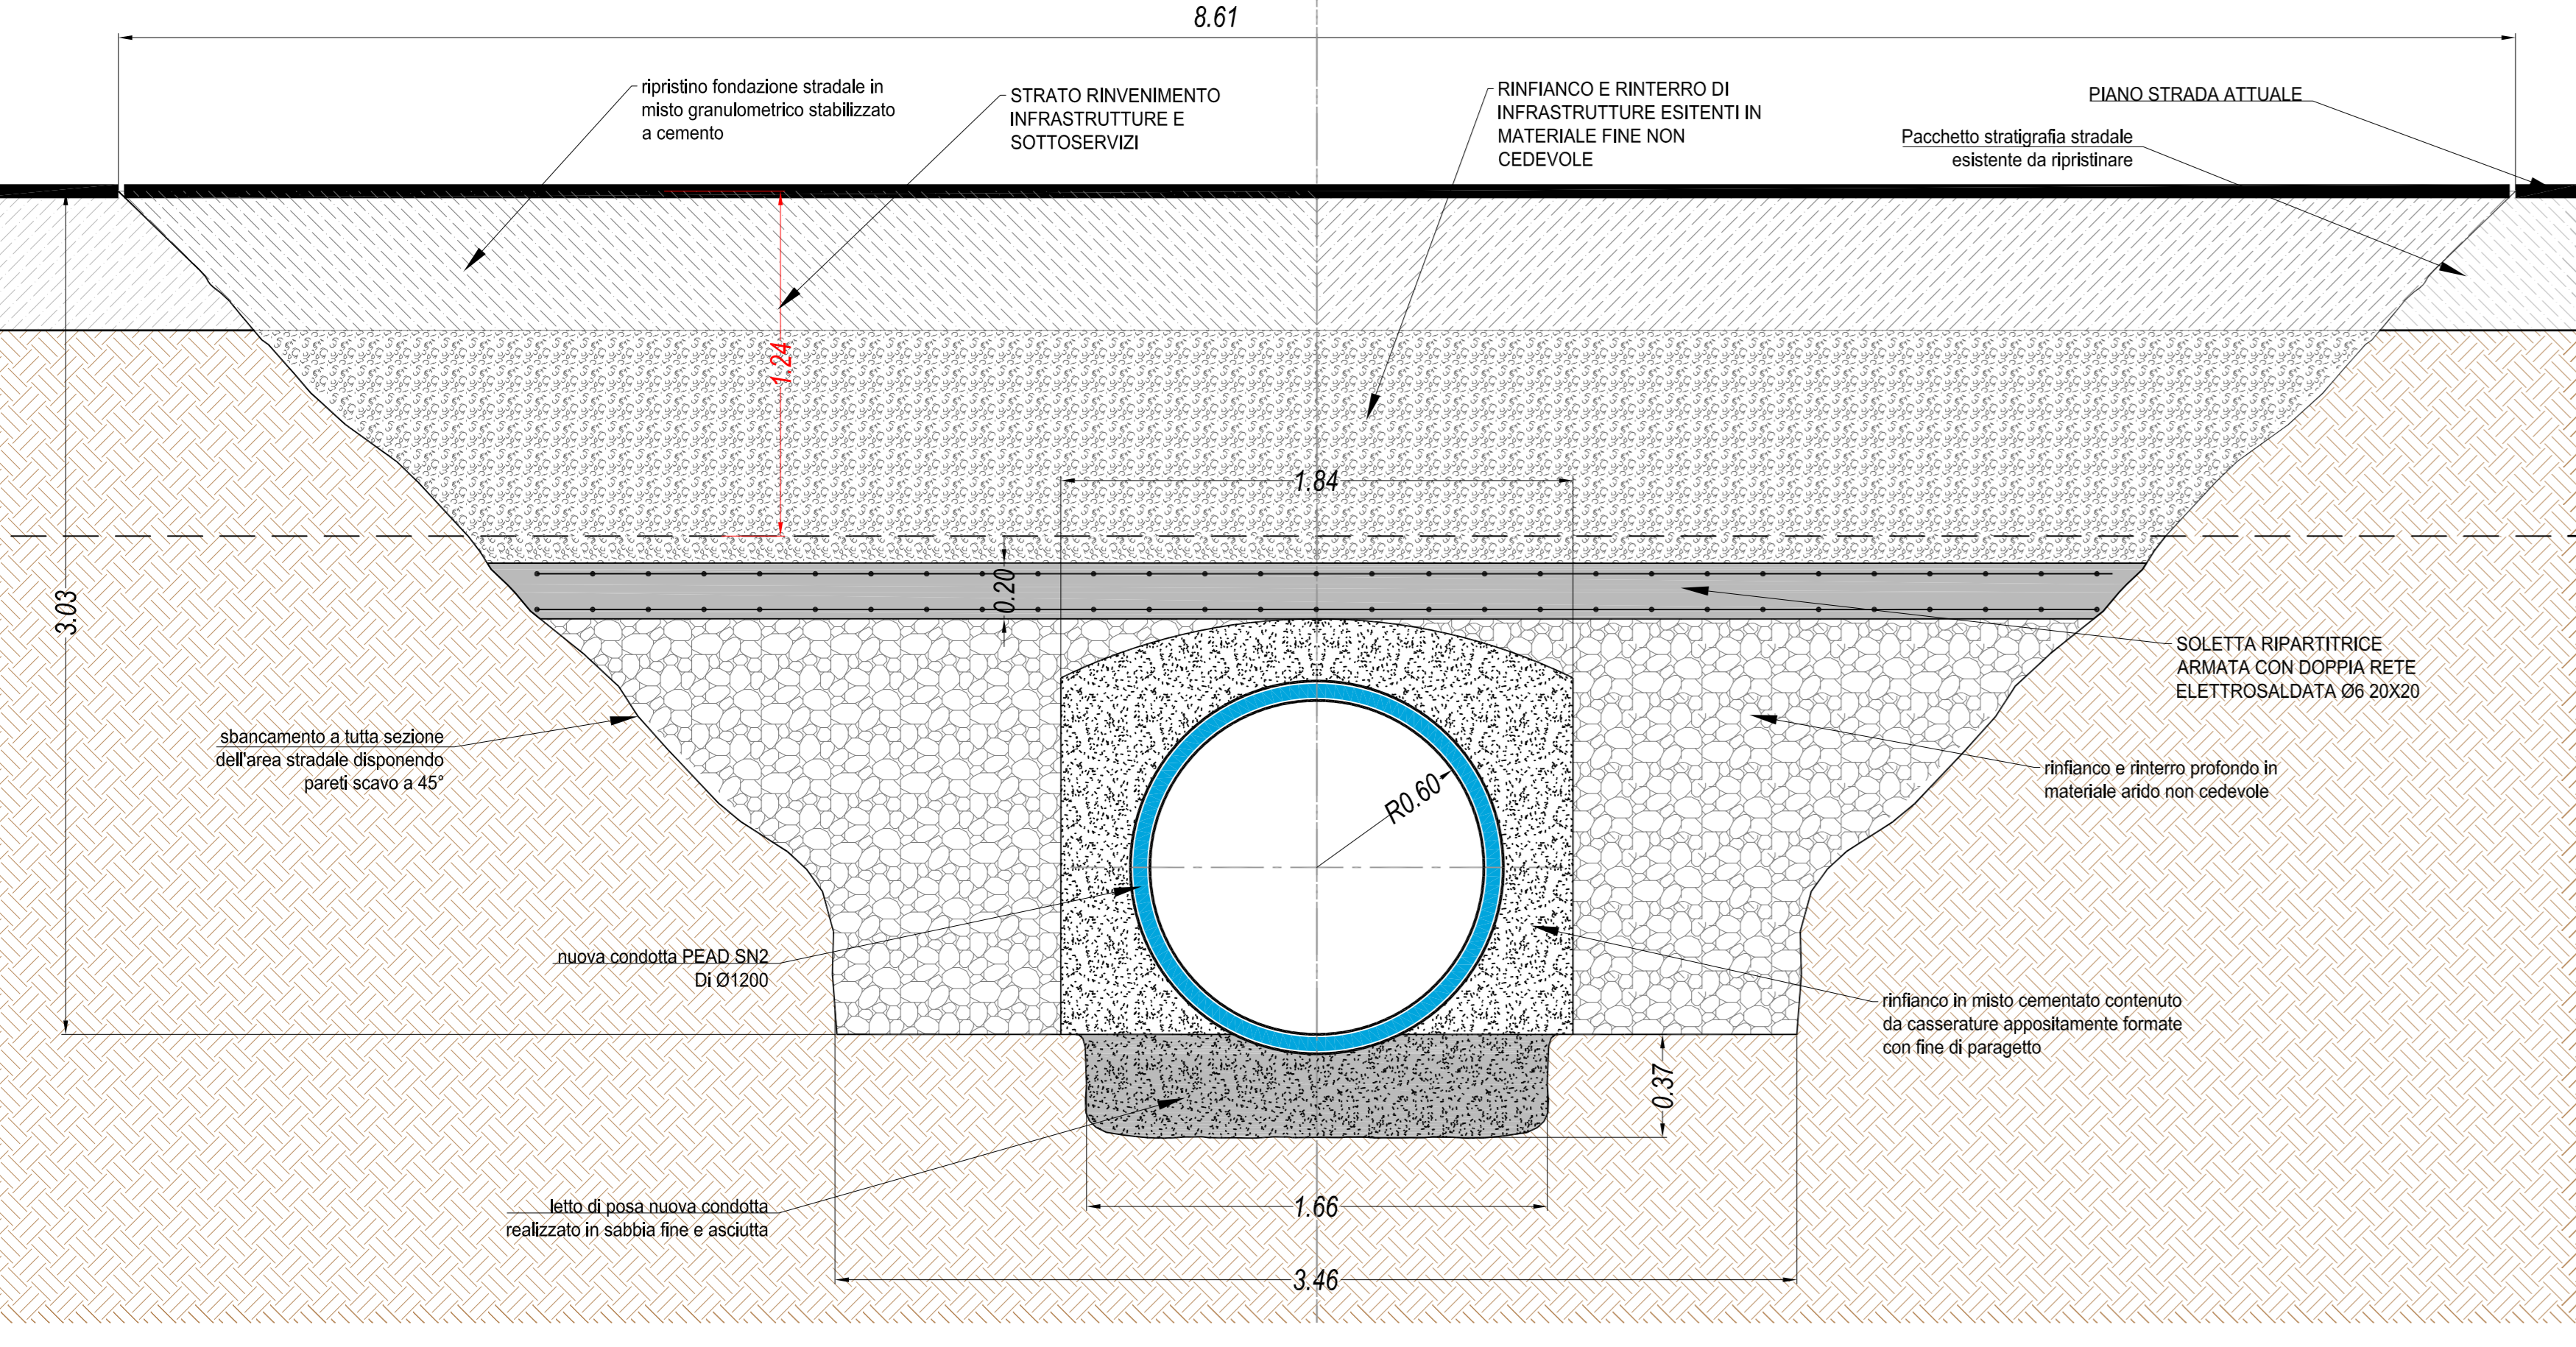 8.61
ripristino fondazione stradale in
misto granulometrico stabilizzato
a cemento
STRATO RINVENIMENTO
INFRASTRUTTURE E
SOTTOSERVIZI
RINFIANCO E RINTERRO DI
INFRASTRUTTURE ESITENTI IN
MATERIALE FINE NON
CEDEVOLE
PIANO STRADA ATTUALE
Pacchetto stratigrafia stradale
esistente da ripristinare
1.24
1.84
3.03
0.20
SOLETTA RIPARTITRICE
ARMATA CON DOPPIA RETE
ELETTROSALDATA Ø6 20X20
sbancamento a tutta sezione
dell'area stradale disponendo
pareti scavo a 45°
R0.60
rinfianco e rinterro profondo in
materiale arido non cedevole
nuova condotta PEAD SN2
Di Ø1200
rinfianco in misto cementato contenuto
da casserature appositamente formate
con fine di paragetto
0.37
letto di posa nuova condotta
realizzato in sabbia fine e asciutta
1.66
3.46